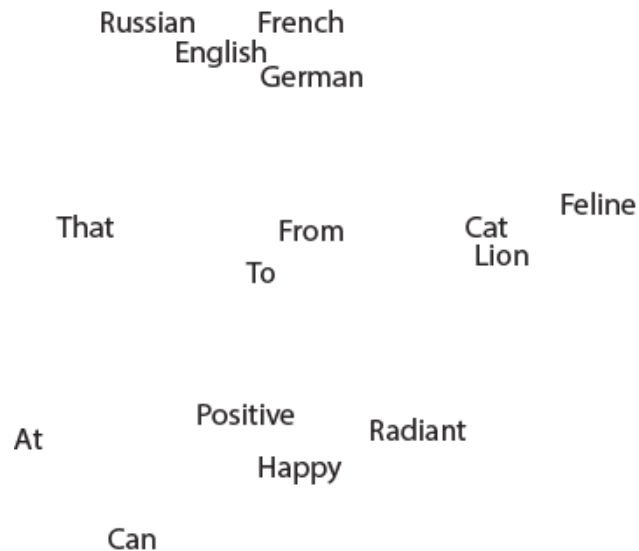 Russian French
English
German
Feline
That From Cat
Lion
To
Positive
Radiant
At
Happy
Can